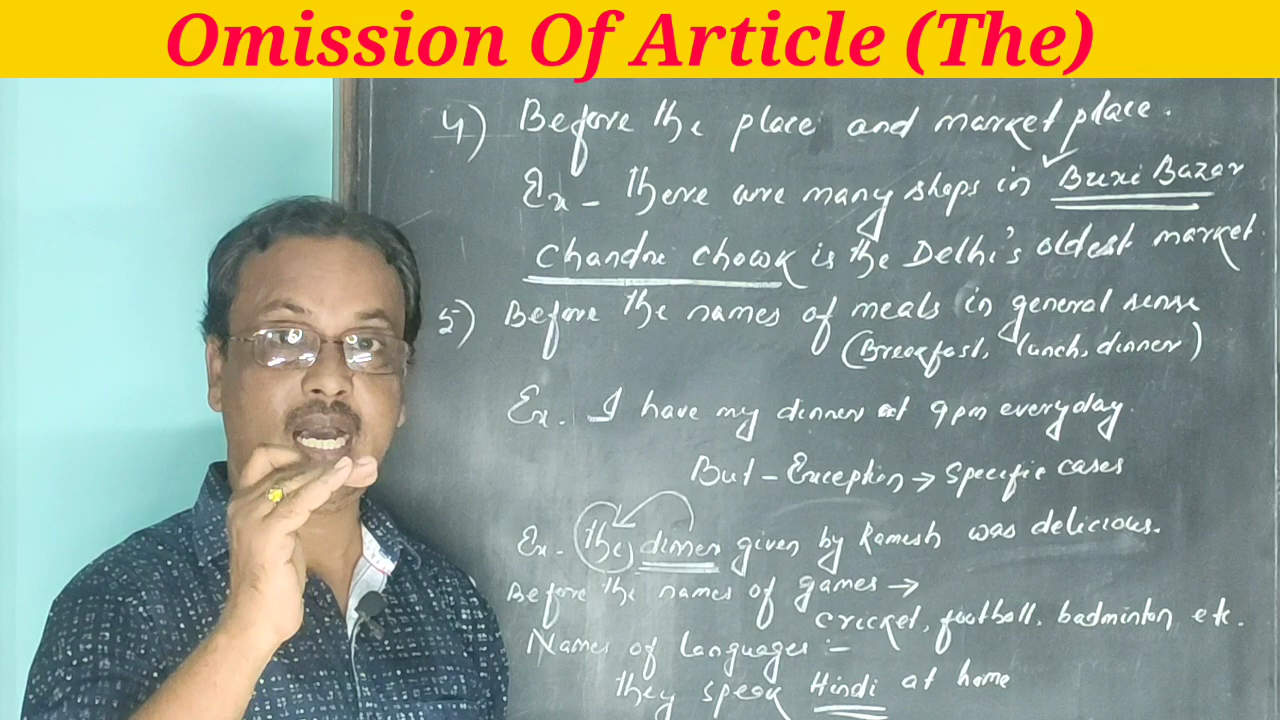 Omission Of Article (The)
4) Before the place and market place.
Ex - There are many shops in Buxi Bazar
Chandni Chowk is the Delhi's oldest market.
5) Before the names of meals in general sense
(Breakfast, lunch, dinner)
Ex. I have my dinner at 9pm everyday.
But - Exception → Specific cases
Ex. The dinner given by Ramesh was delicious.
Before the names of games →
cricket, football, badminton etc.
Names of languages :-
They speak Hindi at home